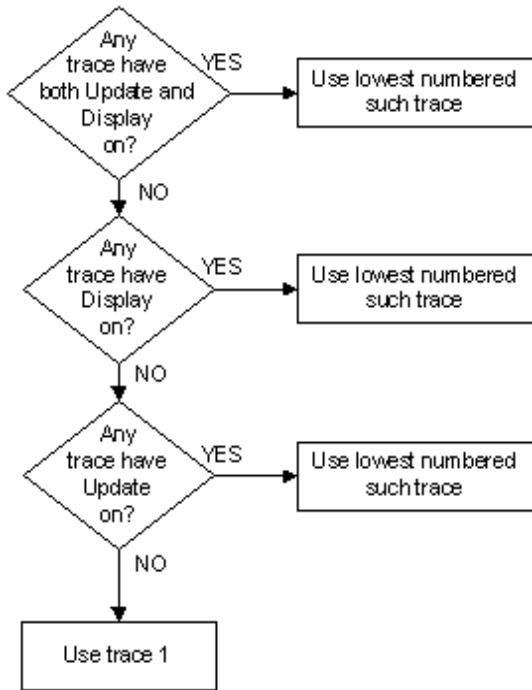 Any
trace have
both Update and
Display
on?
YES
Use lowest numbered
such trace
NO
Any
trace have
Display
on?
YES
Use lowest numbered
such trace
NO
Any
trace have
Update
on?
YES
Use lowest numbered
such trace
NO
Use trace 1